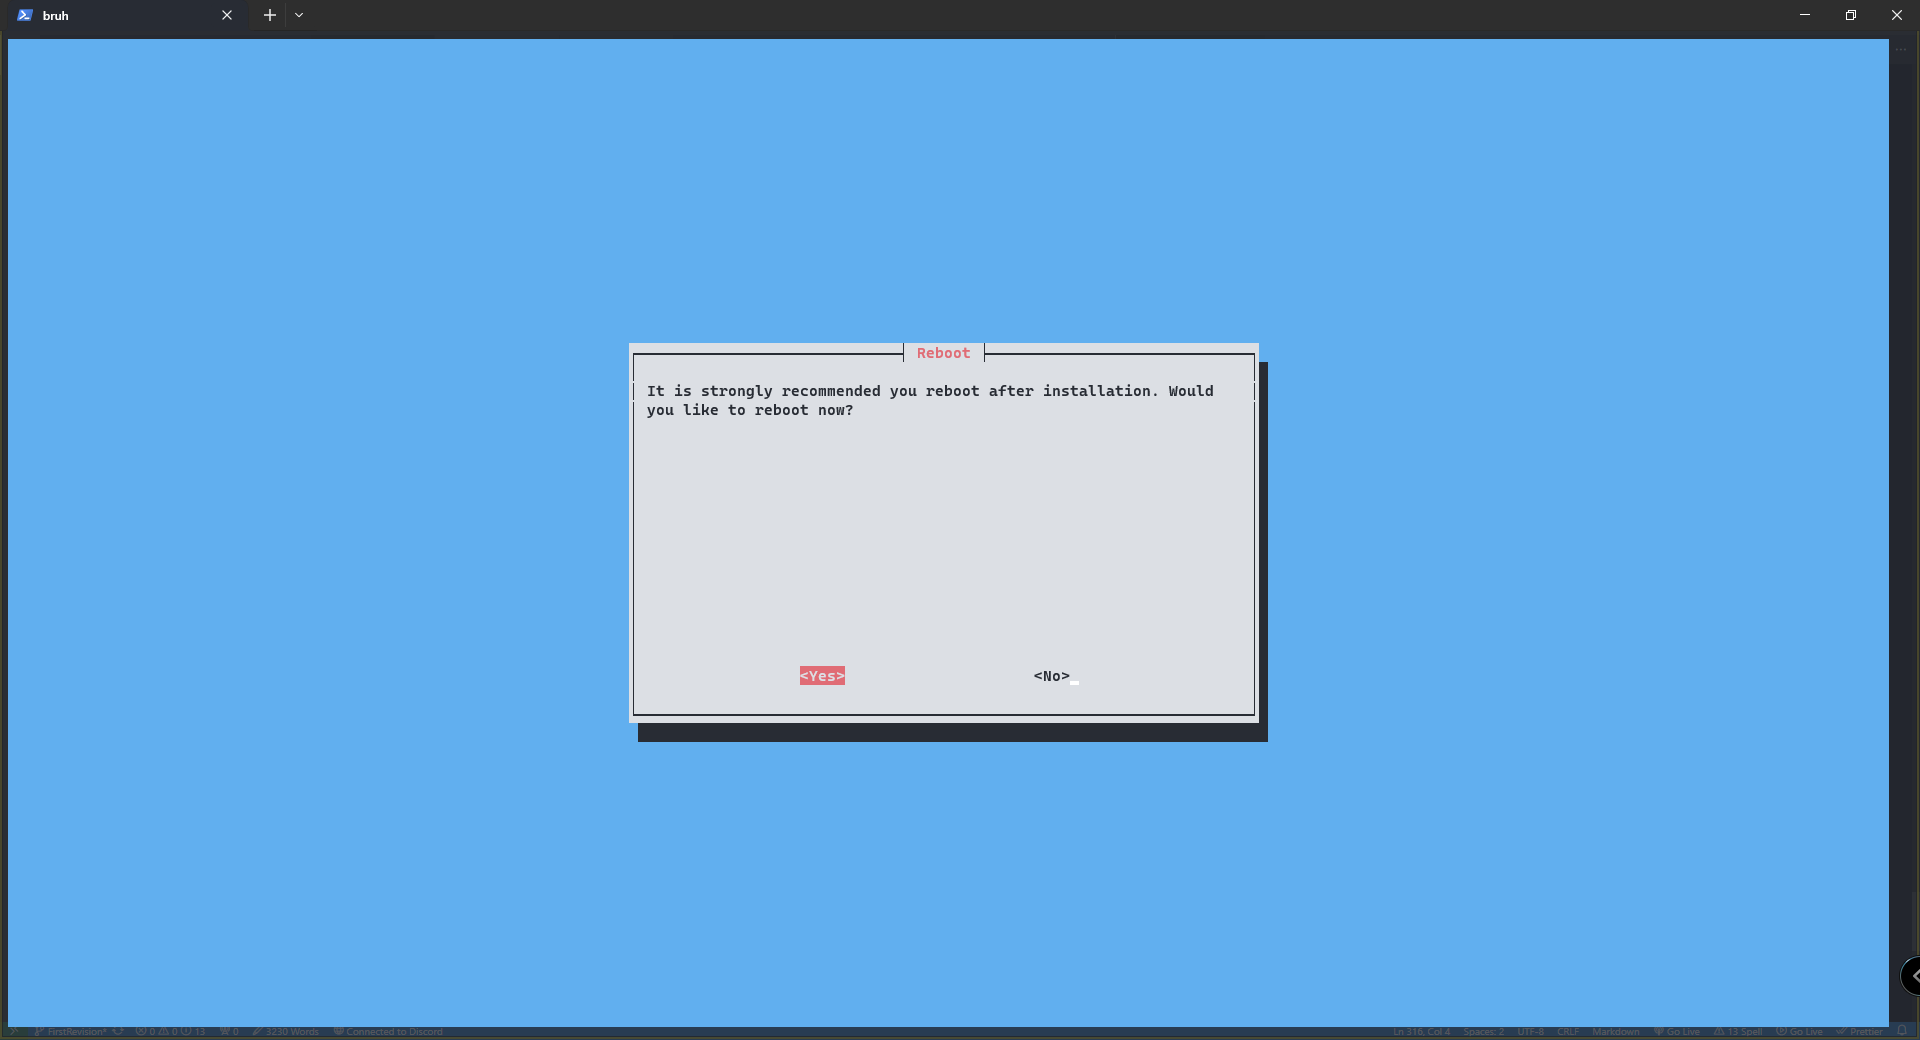 bruh
Reboot
It is strongly recommended you reboot after installation. Would
you like to reboot now?
<Yes> <No>
FirstRevision* 0 0 13 0 3230 Words Connected to Discord Ln 316, Col 4 Spaces: 2 UTF-8 CRLF Markdown Go Live 13 Spell Go Live Prettier